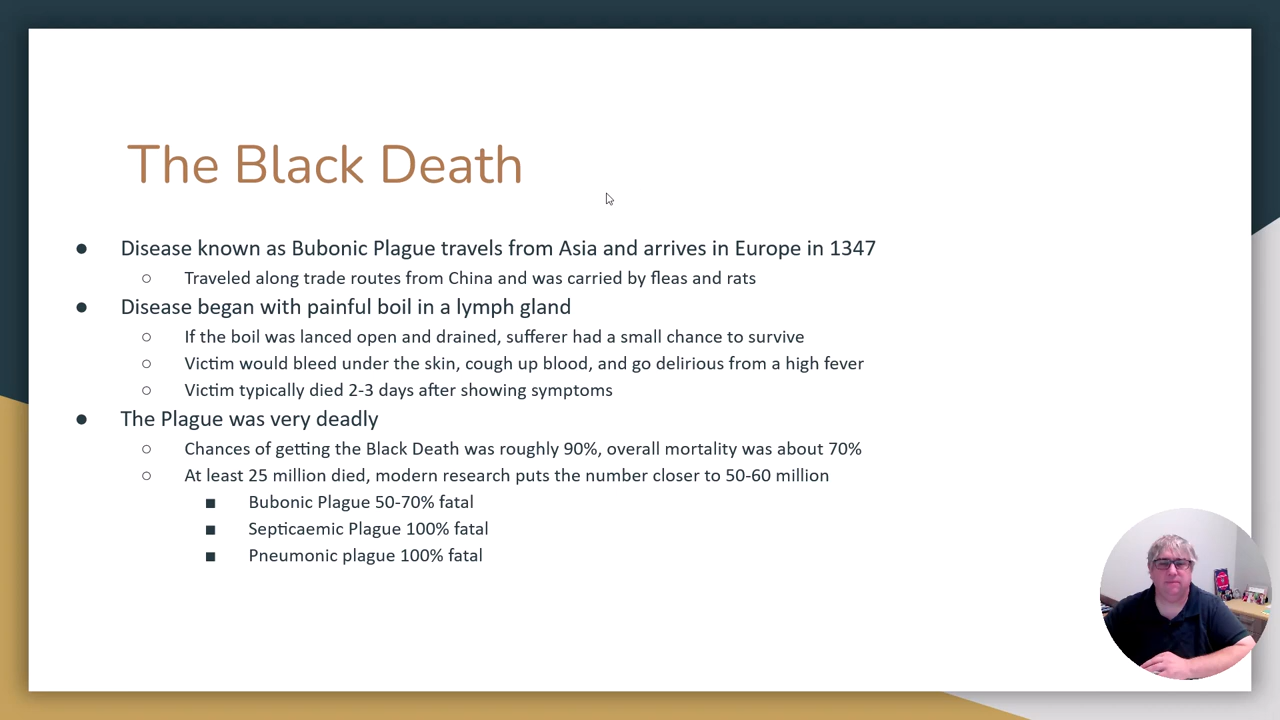 The Black Death
● Disease known as Bubonic Plague travels from Asia and arrives in Europe in 1347
○ Traveled along trade routes from China and was carried by fleas and rats
● Disease began with painful boil in a lymph gland
○ If the boil was lanced open and drained, sufferer had a small chance to survive
○ Victim would bleed under the skin, cough up blood, and go delirious from a high fever
○ Victim typically died 2-3 days after showing symptoms
● The Plague was very deadly
○ Chances of getting the Black Death was roughly 90%, overall mortality was about 70%
○ At least 25 million died, modern research puts the number closer to 50-60 million
■ Bubonic Plague 50-70% fatal
■ Septicaemic Plague 100% fatal
■ Pneumonic plague 100% fatal